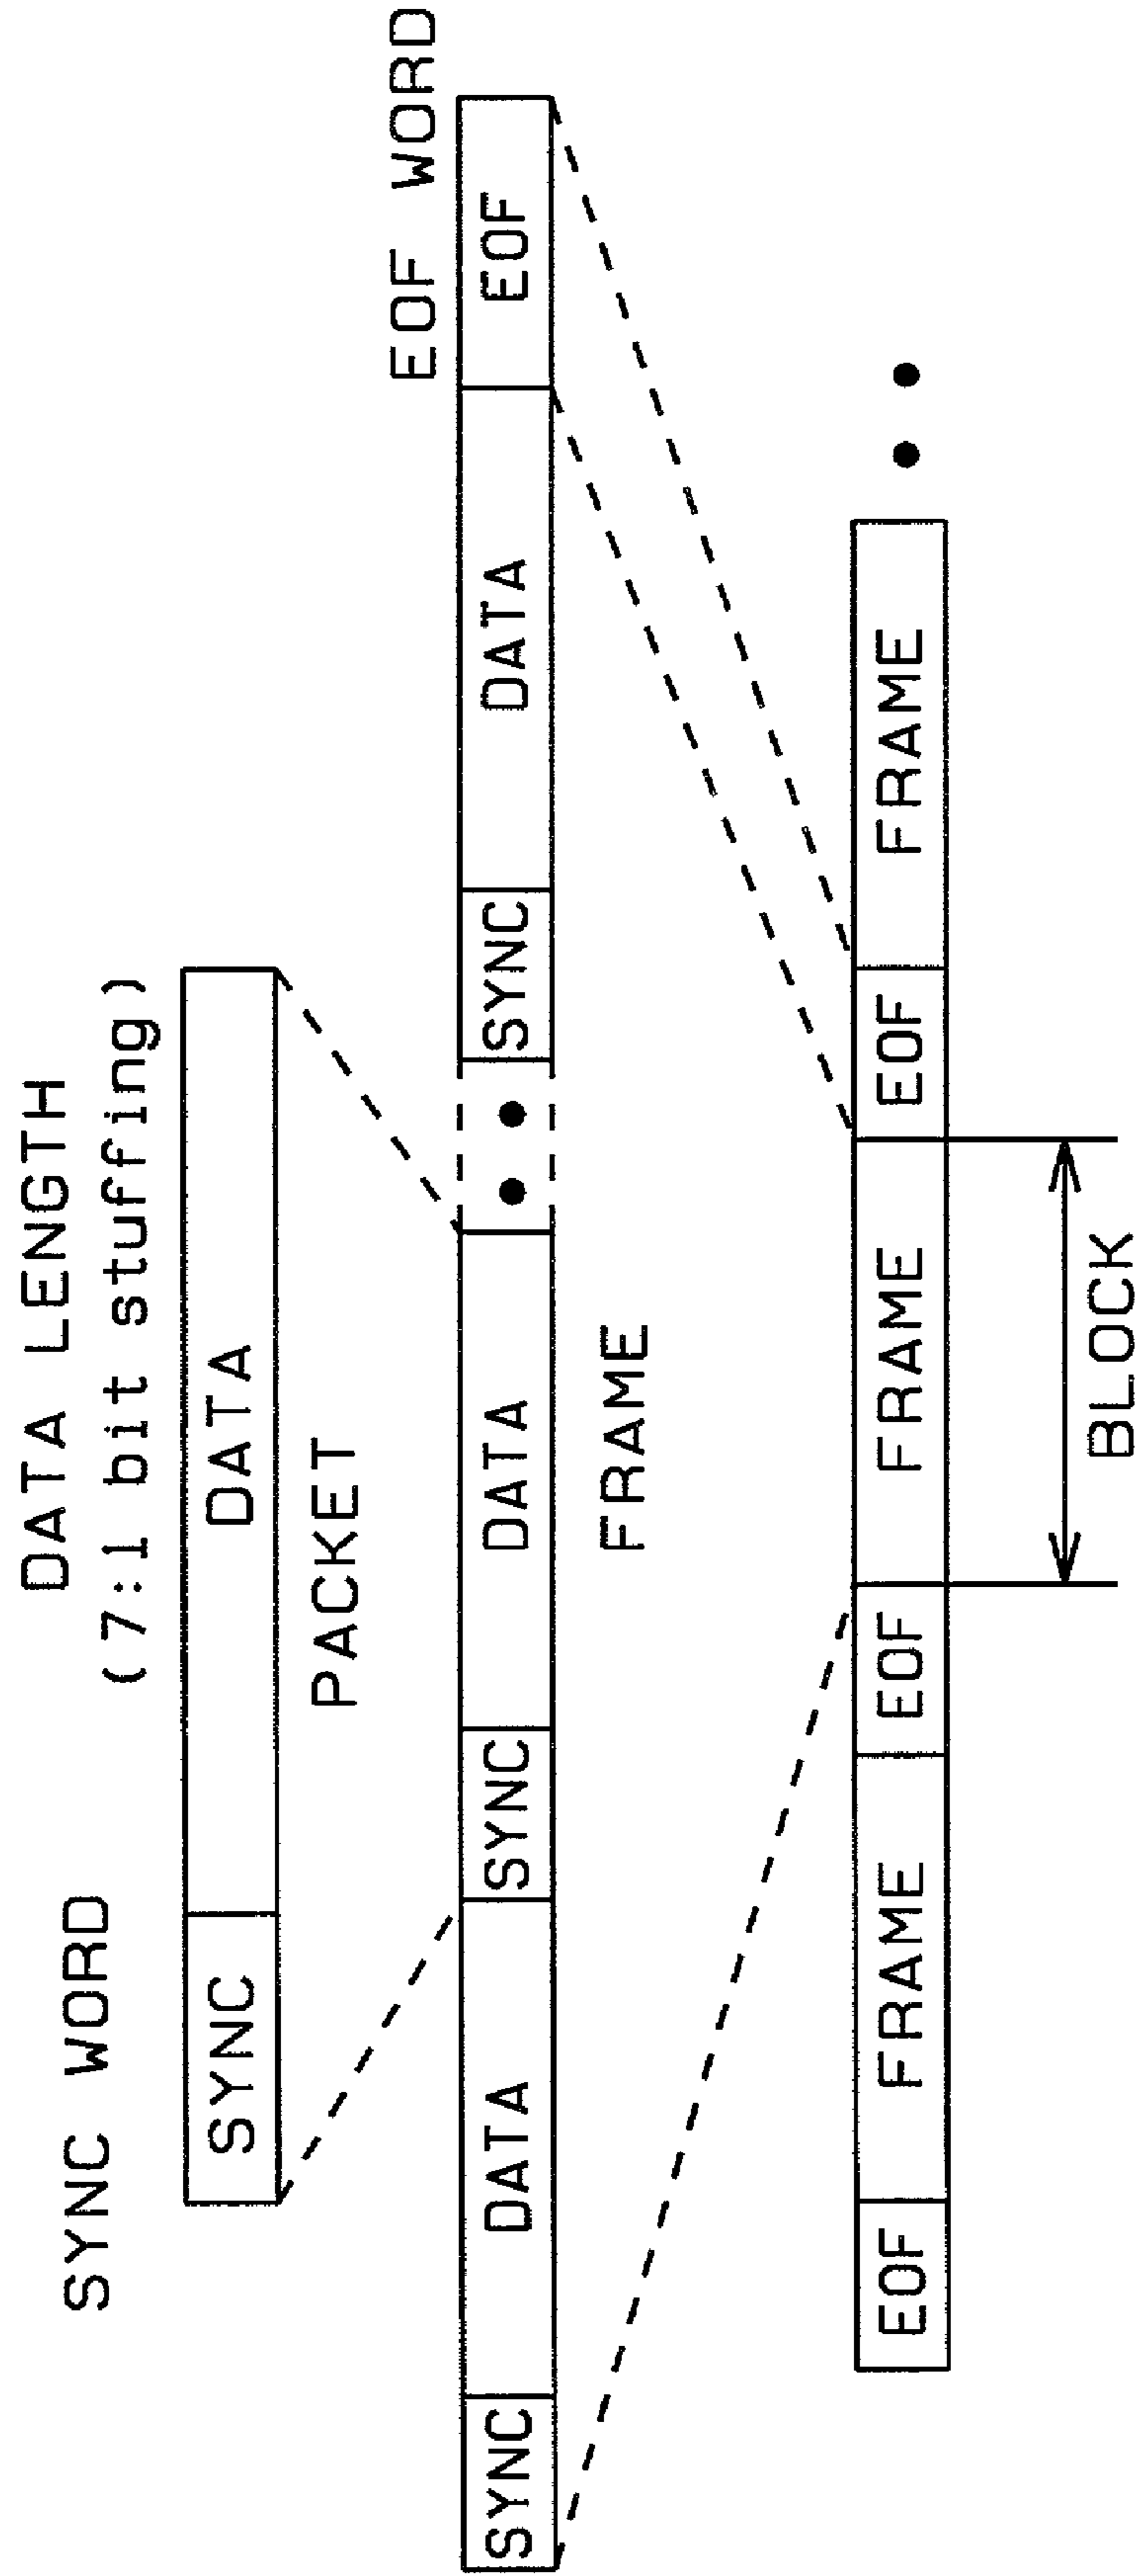 SYNC WORD
DATA LENGTH
(7:1 bit stuffing)
SYNC DATA
PACKET
EOF WORD
SYNC DATA SYNC DATA SYNC DATA EOF
FRAME
EOF FRAME EOF FRAME EOF FRAME
BLOCK